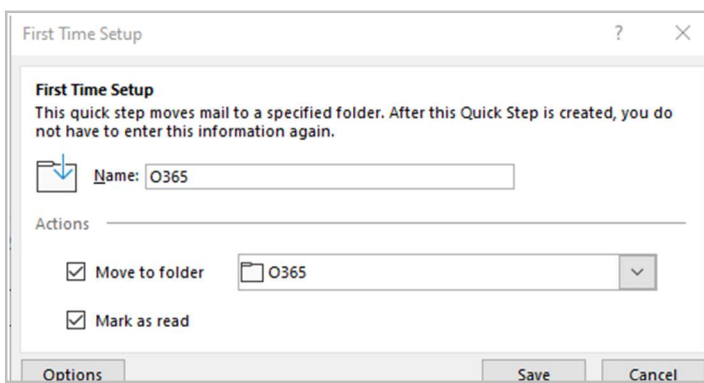 First Time Setup ?
First Time Setup
This quick step moves mail to a specified folder. After this Quick Step is created, you do
not have to enter this information again.
Name: O365
Actions
Move to folder O365
Mark as read
Options Save Cancel